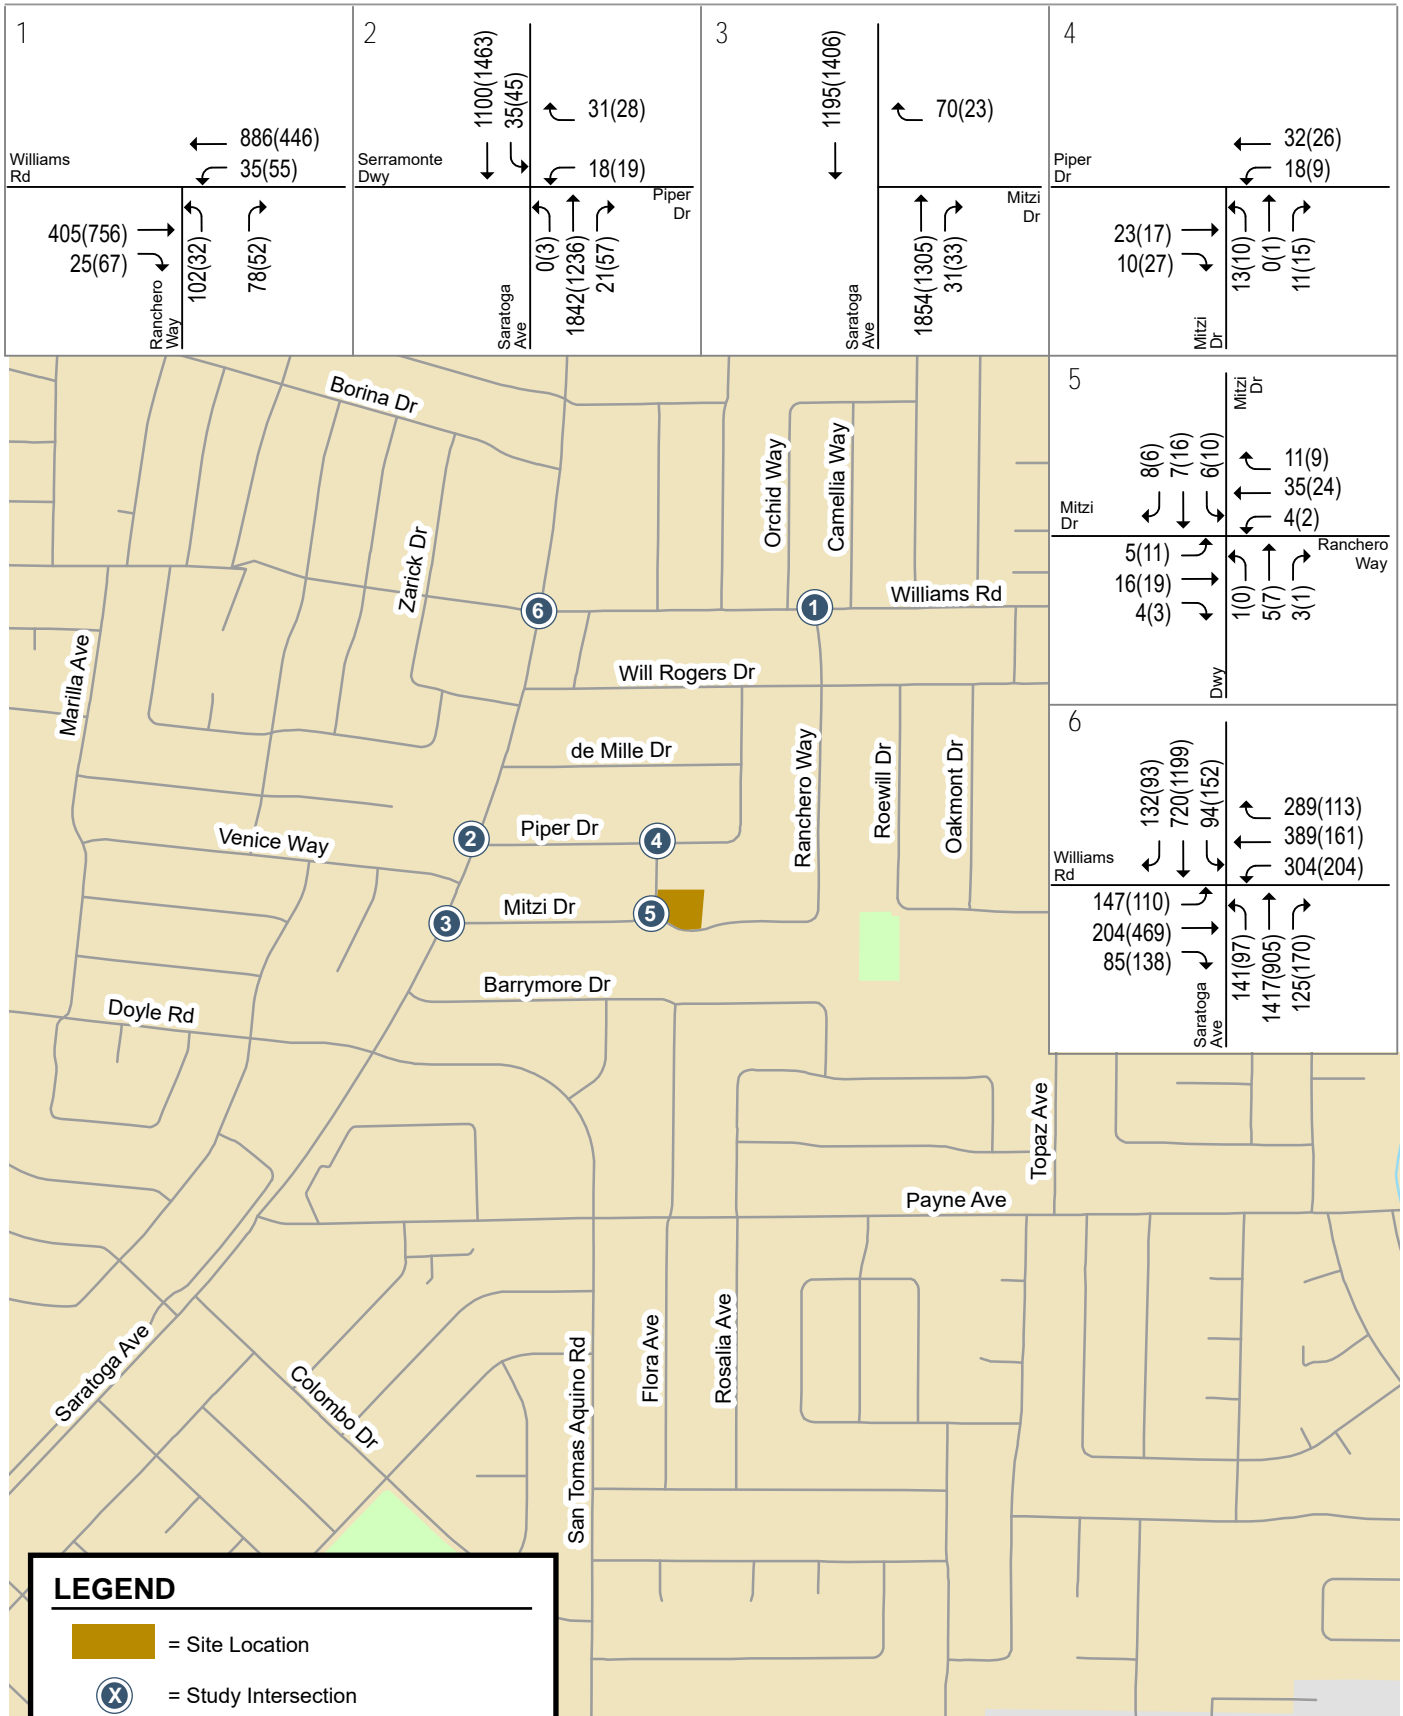 1
886(446)
35(55)
Williams
Rd
405(756)
25(67)
102(32)
78(52)
Ranchero
Way
2
1100(1463)
35(45)
31(28)
18(19)
Serramonte
Dwy
Piper
Dr
0(3)
1842(1236)
21(57)
Saratoga
Ave
3
1195(1406)
70(23)
Mitzi
Dr
1854(1305)
31(33)
Saratoga
Ave
4
32(26)
18(9)
Piper
Dr
23(17)
10(27)
13(10)
0(1)
11(15)
Mitzi
Dr
5
Mitzi
Dr
8(6)
7(16)
6(10)
11(9)
35(24)
4(2)
Mitzi
Dr
Ranchero
Way
5(11)
16(19)
4(3)
1(0)
5(7)
3(1)
Dwy
6
132(93)
720(1199)
94(152)
289(113)
389(161)
304(204)
Williams
Rd
147(110)
204(469)
85(138)
141(97)
1417(905)
125(170)
Saratoga
Ave
Borina Dr
Orchid Way
Camellia Way
Zarick Dr
Williams Rd
6
1
Marilla Ave
Will Rogers Dr
de Mille Dr
Ranchero Way
Roewill Dr
Oakmont Dr
Piper Dr
2
4
Venice Way
Mitzi Dr
3
5
Barrymore Dr
Doyle Rd
Topaz Ave
Payne Ave
Saratoga Ave
Colombo Dr
San Tomas Aquino Rd
Flora Ave
Rosalia Ave
LEGEND
= Site Location
X
= Study Intersection